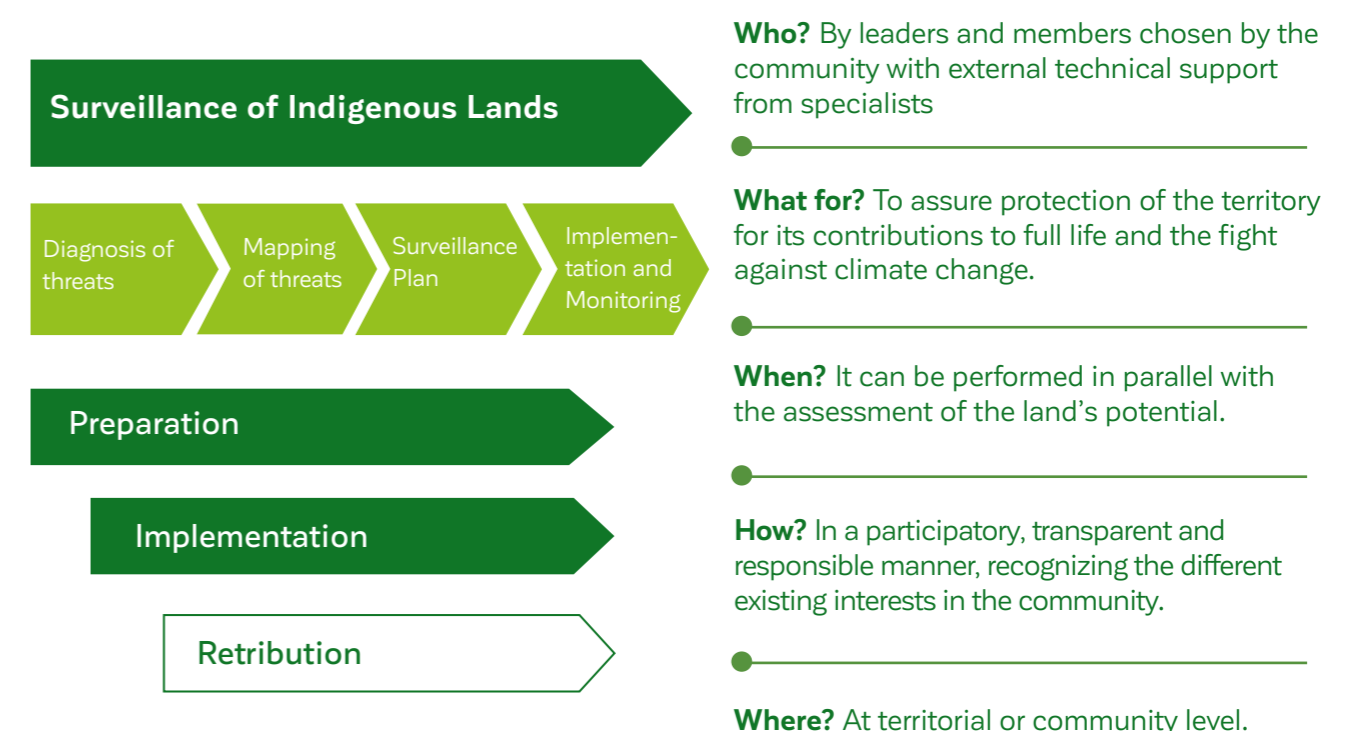 Surveillance of Indigenous Lands
Diagnosis of
threats
Mapping
of threats
Surveillance
Plan
Implemen-
tation and
Monitoring
Preparation
Implementation
Retribution
Who? By leaders and members chosen by the
community with external technical support
from specialists
What for? To assure protection of the territory
for its contributions to full life and the fight
against climate change.
When? It can be performed in parallel with
the assessment of the land’s potential.
How? In a participatory, transparent and
responsible manner, recognizing the different
existing interests in the community.
Where? At territorial or community level.